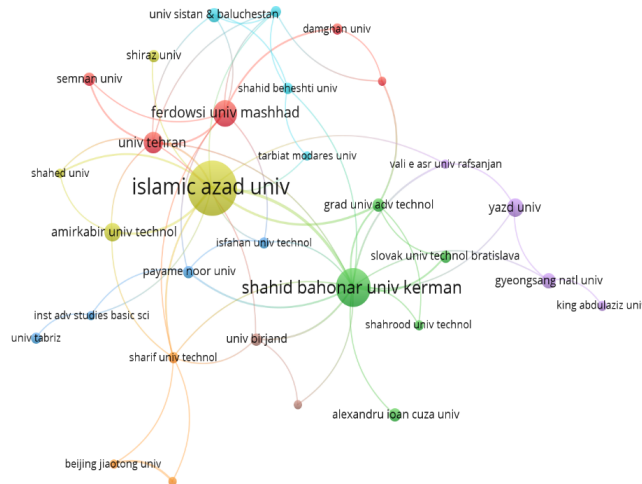 univ sistan & baluchestan
damghan univ
shiraz univ
semnan univ
shahid beheshti univ
ferdowsi univ mashhad
univ tehran
tarbiat modares univ
vali e asr univ rafsanjan
shahed univ
islamic azad univ
grad univ adv technol
yazd univ
amirkabir univ technol
isfahan univ technol
slovak univ technol bratislava
payame noor univ
gyeongsang natl univ
shahid bahonar univ kerman
king abdulaziz univ
inst adv studies basic sci
shahrood univ technol
univ tabriz
univ birjand
sharif univ technol
alexandru ioan cuza univ
beijing jiaotong univ